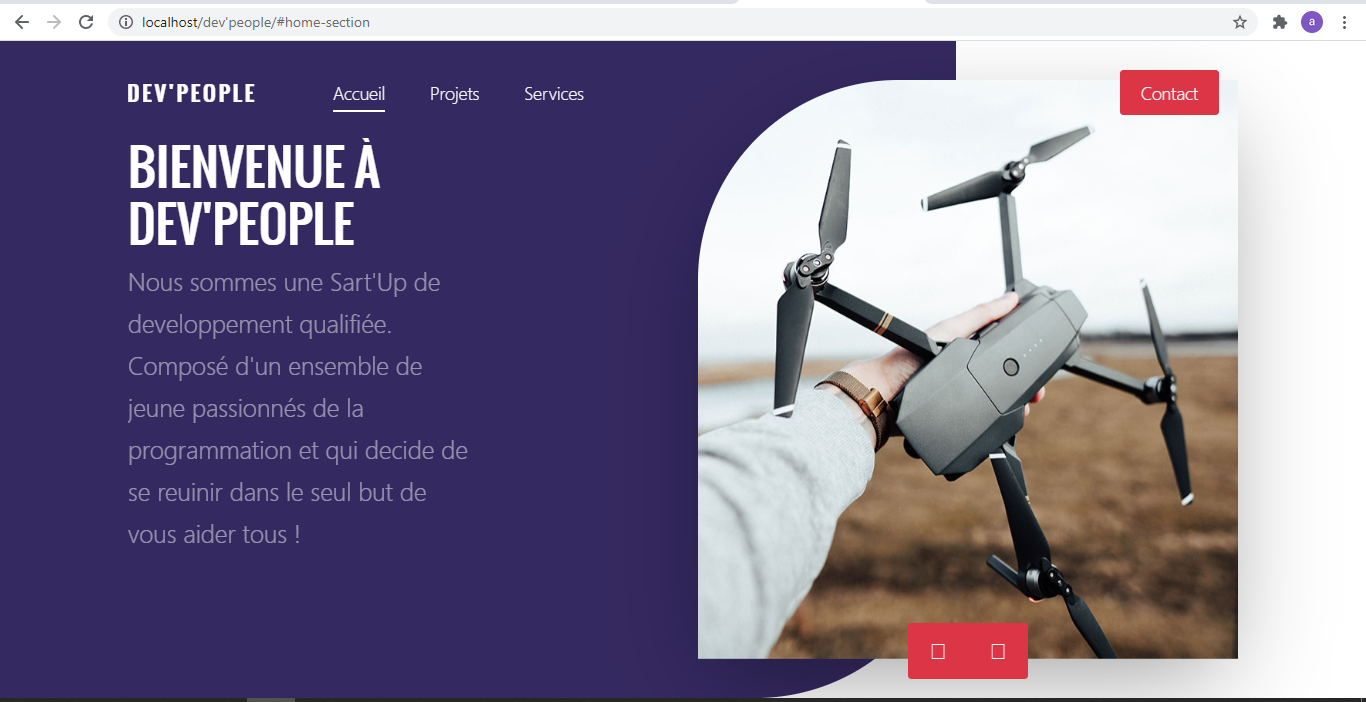 localhost/dev'people/#home-section
a
DEV'PEOPLE
Accueil
Projets
Services
Contact
BIENVENUE À
DEV'PEOPLE
Nous sommes une Sart'Up de
developpement qualifiée.
Composé d'un ensemble de
jeune passionnés de la
programmation et qui decide de
se reuinir dans le seul but de
vous aider tous !